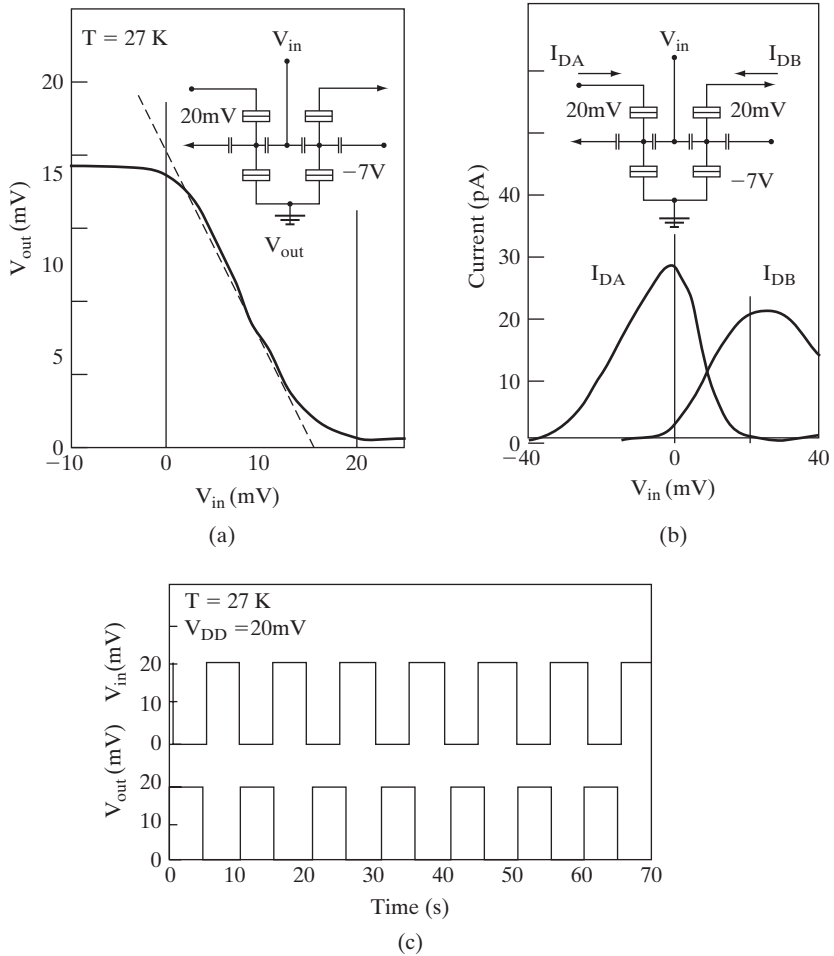 T = 27 K
V_in
20mV
−7V
V_out
V_out (mV)
20
15
10
5
0
−10 0 10 20
V_in (mV)
(a)
I_DA V_in I_DB
20mV 20mV
−7V
Current (pA)
40
30
20
10
0
I_DA I_DB
−40 0 40
V_in (mV)
(b)
T = 27 K
V_DD =20mV
V_in(mV)
20
10
0
V_out (mV)
20
10
0
0 10 20 30 40 50 60 70
Time (s)
(c)